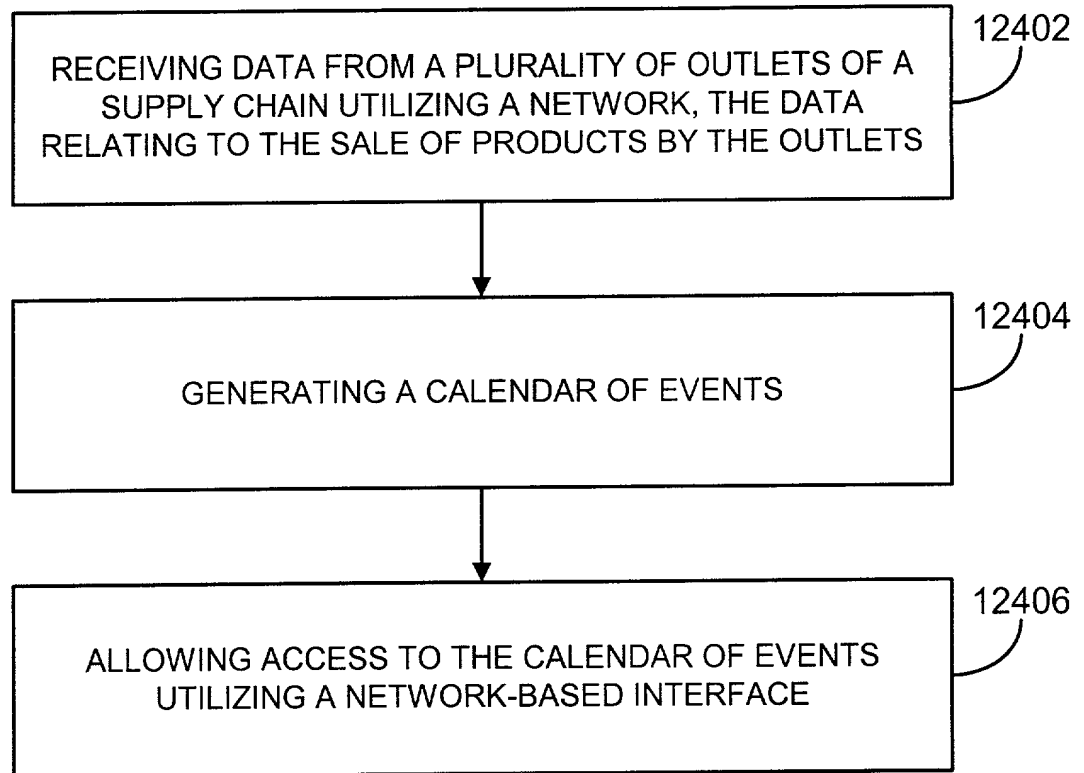 12402
RECEIVING DATA FROM A PLURALITY OF OUTLETS OF A
SUPPLY CHAIN UTILIZING A NETWORK, THE DATA
RELATING TO THE SALE OF PRODUCTS BY THE OUTLETS
12404
GENERATING A CALENDAR OF EVENTS
12406
ALLOWING ACCESS TO THE CALENDAR OF EVENTS
UTILIZING A NETWORK-BASED INTERFACE